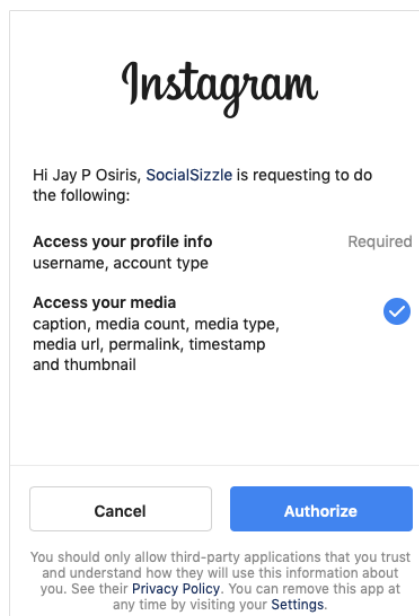 Instagram
Hi Jay P Osiris, SocialSizzle is requesting to do
the following:
Access your profile info
Required
username, account type
Access your media
caption, media count, media type,
media url, permalink, timestamp
and thumbnail
Cancel
Authorize
You should only allow third-party applications that you trust
and understand how they will use this information about
you. See their Privacy Policy. You can remove this app at
any time by visiting your Settings.